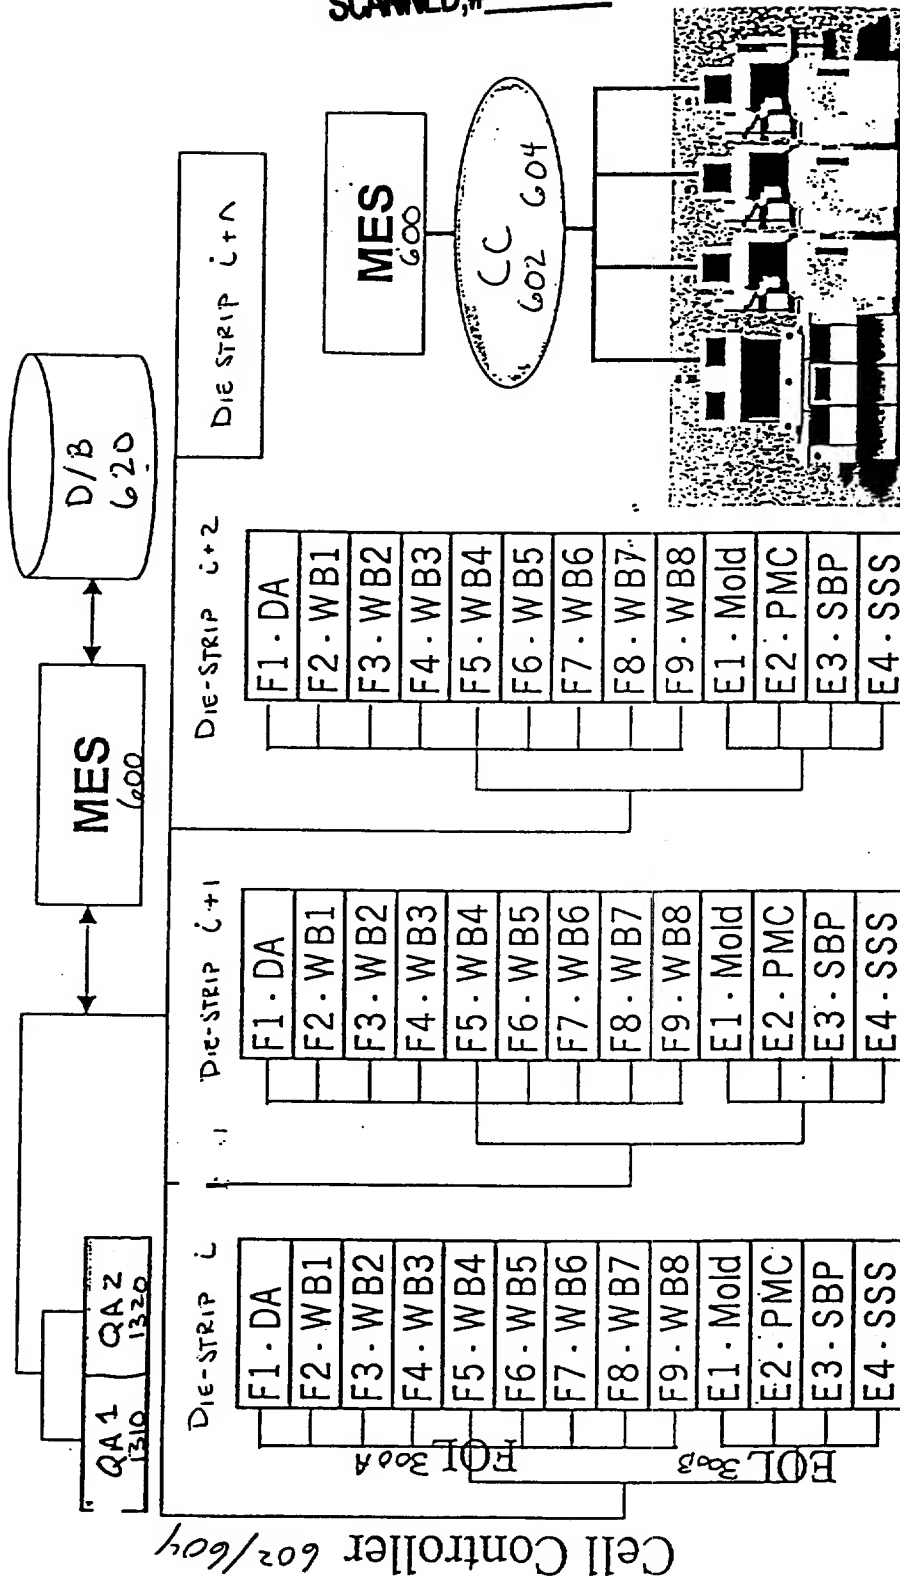 SCANNED, #
D/B
620
MES
600
QA1
1310
QA2
1320
DIE STRIP i+n
MES
600
CC
602 604
DIE-STRIP i
F1·DA
F2·WB1
F3·WB2
F4·WB3
F5·WB4
F6·WB5
F7·WB6
F8·WB7
F9·WB8
E1·Mold
E2·PMC
E3·SBP
E4·SSS
DIE-STRIP i+1
F1·DA
F2·WB1
F3·WB2
F4·WB3
F5·WB4
F6·WB5
F7·WB6
F8·WB7
F9·WB8
E1·Mold
E2·PMC
E3·SBP
E4·SSS
DIE-STRIP i+2
F1·DA
F2·WB1
F3·WB2
F4·WB3
F5·WB4
F6·WB5
F7·WB6
F8·WB7
F9·WB8
E1·Mold
E2·PMC
E3·SBP
E4·SSS
FOL 300A
EOL 300B
Cell Controller 602/604